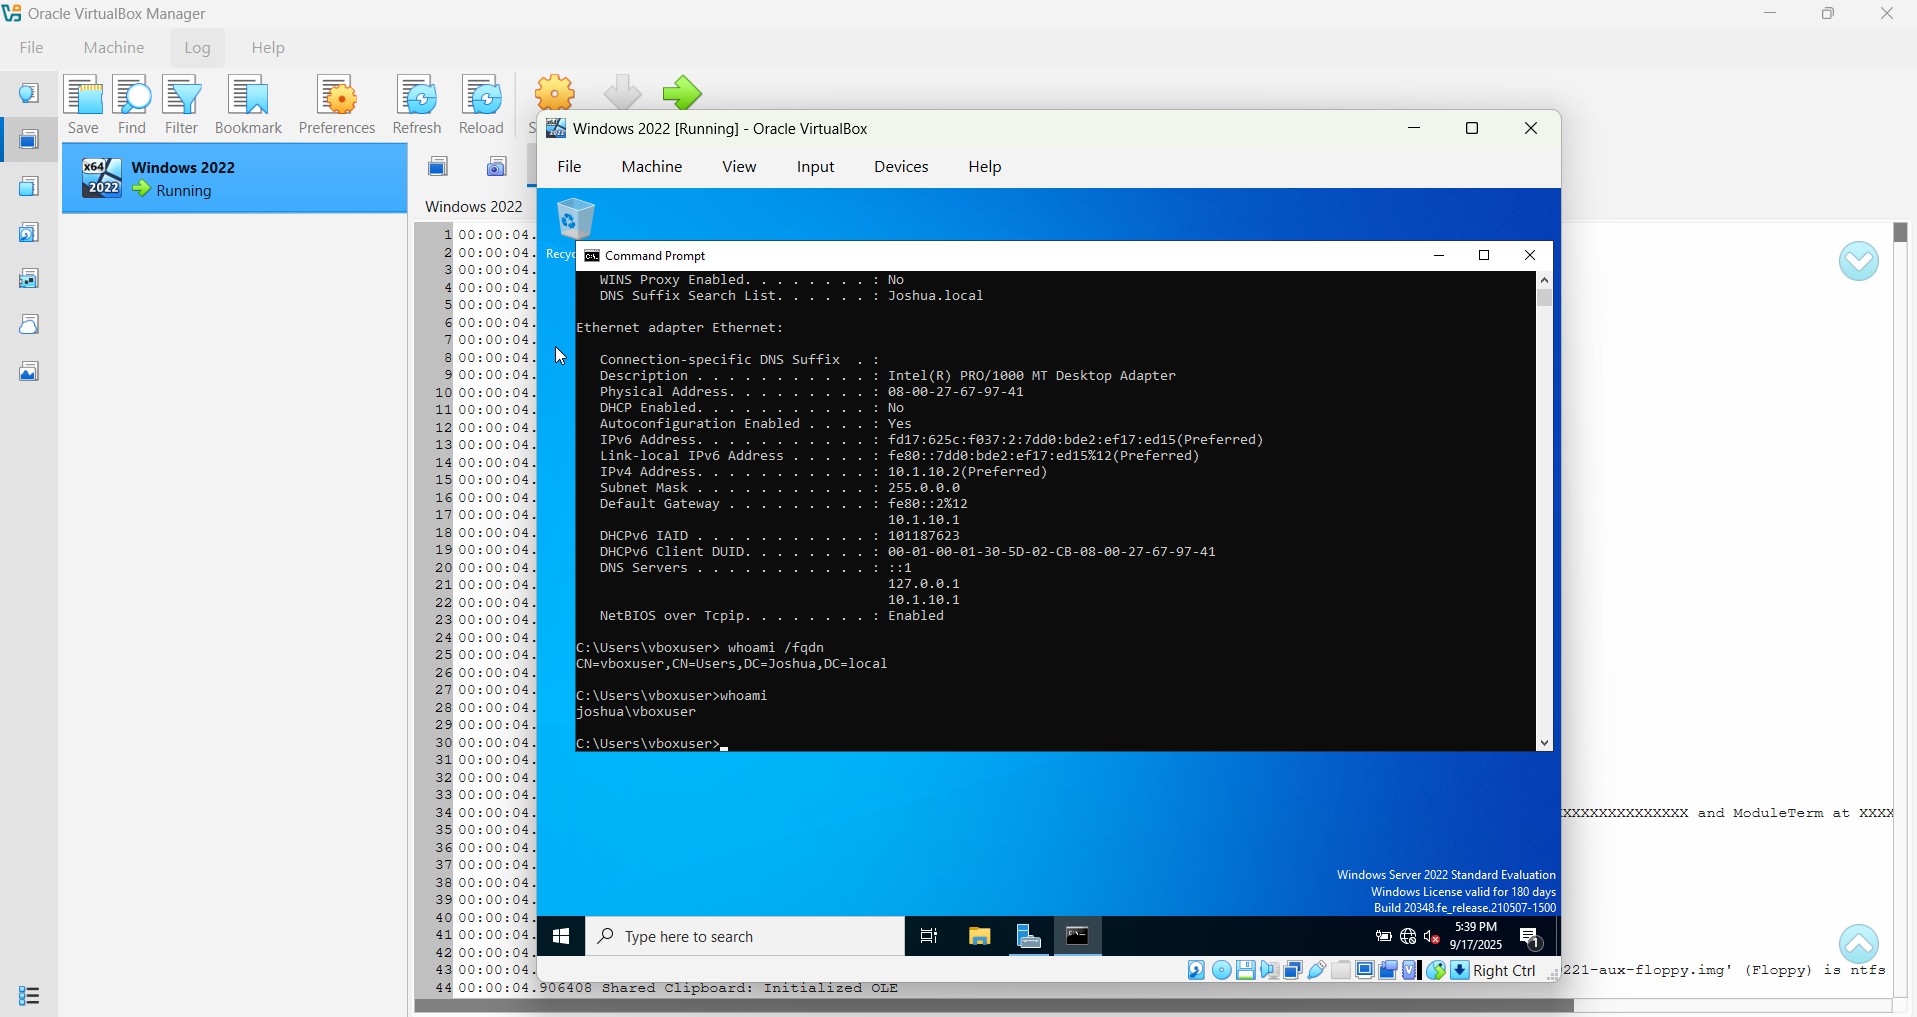 Oracle VirtualBox Manager
File Machine Log Help
Save Find Filter Bookmark Preferences Refresh Reload
Windows 2022
Running
x64
2022
Windows 2022
Windows 2022 [Running] - Oracle VirtualBox
File Machine View Input Devices Help
Command Prompt
WINS Proxy Enabled. . . . . . . . : No
DNS Suffix Search List. . . . . . : Joshua.local
Ethernet adapter Ethernet:
Connection-specific DNS Suffix  . :
Description . . . . . . . . . . . : Intel(R) PRO/1000 MT Desktop Adapter
Physical Address. . . . . . . . . : 08-00-27-67-97-41
DHCP Enabled. . . . . . . . . . . : No
Autoconfiguration Enabled . . . . : Yes
IPv6 Address. . . . . . . . . . . : fd17:625c:f037:2:7dd0:bde2:ef17:ed15(Preferred)
Link-local IPv6 Address . . . . . : fe80::7dd0:bde2:ef17:ed15%12(Preferred)
IPv4 Address. . . . . . . . . . . : 10.1.10.2(Preferred)
Subnet Mask . . . . . . . . . . . : 255.0.0.0
Default Gateway . . . . . . . . . : fe80::2%12
10.1.10.1
DHCPv6 IAID . . . . . . . . . . . : 101187623
DHCPv6 Client DUID. . . . . . . . : 00-01-00-01-30-5D-02-CB-08-00-27-67-97-41
DNS Servers . . . . . . . . . . . : ::1
127.0.0.1
10.1.10.1
NetBIOS over Tcpip. . . . . . . . : Enabled
C:\Users\vboxuser> whoami /fqdn
CN=vboxuser,CN=Users,DC=Joshua,DC=local
C:\Users\vboxuser>whoami
joshua\vboxuser
C:\Users\vboxuser>
Windows Server 2022 Standard Evaluation
Windows License valid for 180 days
Build 20348.fe_release.210507-1500
Type here to search
5:39 PM
9/17/2025
1
Right Ctrl
1 00:00:04.
2 00:00:04.
3 00:00:04.
4 00:00:04.
5 00:00:04.
6 00:00:04.
7 00:00:04.
8 00:00:04.
9 00:00:04.
10 00:00:04.
11 00:00:04.
12 00:00:04.
13 00:00:04.
14 00:00:04.
15 00:00:04.
16 00:00:04.
17 00:00:04.
18 00:00:04.
19 00:00:04.
20 00:00:04.
21 00:00:04.
22 00:00:04.
23 00:00:04.
24 00:00:04.
25 00:00:04.
26 00:00:04.
27 00:00:04.
28 00:00:04.
29 00:00:04.
30 00:00:04.
31 00:00:04.
32 00:00:04.
33 00:00:04.
34 00:00:04. XXXXXXXXXXXXXX and ModuleTerm at XXXX
35 00:00:04.
36 00:00:04.
37 00:00:04.
38 00:00:04.
39 00:00:04.
40 00:00:04.
41 00:00:04.
42 00:00:04.
43 00:00:04. 221-aux-floppy.img' (Floppy) is ntfs
44 00:00:04.906408 Shared Clipboard: Initialized OLE